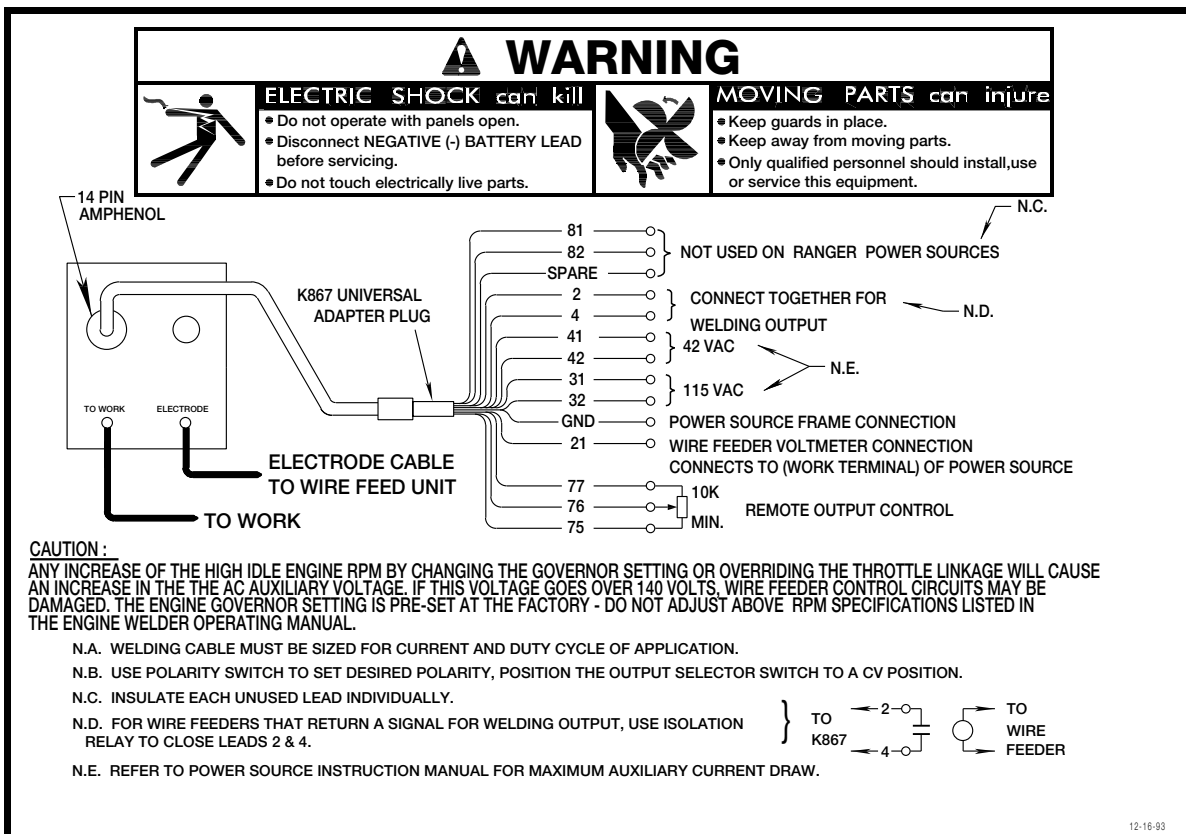 WARNING
ELECTRIC SHOCK can kill
● Do not operate with panels open.
● Disconnect NEGATIVE (-) BATTERY LEAD
before servicing.
● Do not touch electrically live parts.
MOVING PARTS can injure
● Keep guards in place.
● Keep away from moving parts.
● Only qualified personnel should install,use
or service this equipment.
14 PIN
AMPHENOL
TO WORK
ELECTRODE
ELECTRODE CABLE
TO WIRE FEED UNIT
TO WORK
K867 UNIVERSAL
ADAPTER PLUG
81
82
SPARE
NOT USED ON RANGER POWER SOURCES
N.C.
2
4
CONNECT TOGETHER FOR
WELDING OUTPUT
N.D.
41
42
42 VAC
31
32
115 VAC
N.E.
GND
POWER SOURCE FRAME CONNECTION
21
WIRE FEEDER VOLTMETER CONNECTION
CONNECTS TO (WORK TERMINAL) OF POWER SOURCE
77
76
75
10K
MIN.
REMOTE OUTPUT CONTROL
CAUTION :
ANY INCREASE OF THE HIGH IDLE ENGINE RPM BY CHANGING THE GOVERNOR SETTING OR OVERRIDING THE THROTTLE LINKAGE WILL CAUSE
AN INCREASE IN THE THE AC AUXILIARY VOLTAGE. IF THIS VOLTAGE GOES OVER 140 VOLTS, WIRE FEEDER CONTROL CIRCUITS MAY BE
DAMAGED. THE ENGINE GOVERNOR SETTING IS PRE-SET AT THE FACTORY - DO NOT ADJUST ABOVE RPM SPECIFICATIONS LISTED IN
THE ENGINE WELDER OPERATING MANUAL.
N.A. WELDING CABLE MUST BE SIZED FOR CURRENT AND DUTY CYCLE OF APPLICATION.
N.B. USE POLARITY SWITCH TO SET DESIRED POLARITY, POSITION THE OUTPUT SELECTOR SWITCH TO A CV POSITION.
N.C. INSULATE EACH UNUSED LEAD INDIVIDUALLY.
N.D. FOR WIRE FEEDERS THAT RETURN A SIGNAL FOR WELDING OUTPUT, USE ISOLATION
RELAY TO CLOSE LEADS 2 & 4.
TO
K867
2
4
TO
WIRE
FEEDER
N.E. REFER TO POWER SOURCE INSTRUCTION MANUAL FOR MAXIMUM AUXILIARY CURRENT DRAW.
12-16-93